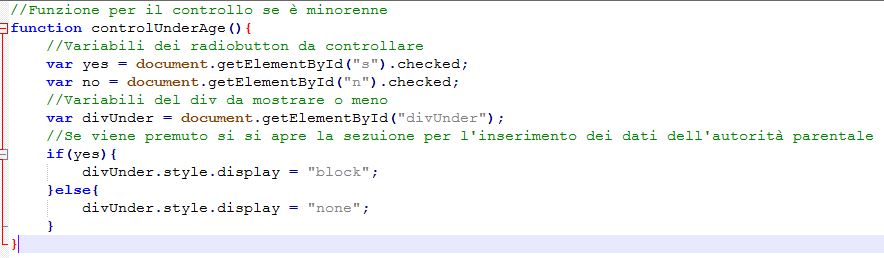 //Funzione per il controllo se è minorenne
function controlUnderAge(){
//Variabili dei radiobutton da controllare
var yes = document.getElementById("s").checked;
var no = document.getElementById("n").checked;
//Variabili del div da mostrare o meno
var divUnder = document.getElementById("divUnder");
//Se viene premuto si si apre la sezuione per l'inserimento dei dati dell'autorità parentale
if(yes){
divUnder.style.display = "block";
}else{
divUnder.style.display = "none";
}
}